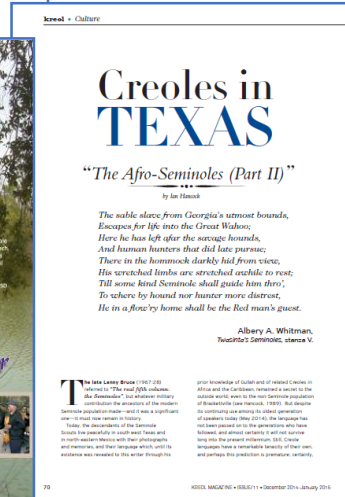 kreol • Culture
Creoles in
TEXAS
“The Afro-Seminoles (Part II)”
by Ian Hancock
The sable slave from Georgia's utmost bounds,
Escapes for life into the Great Wahoo;
Here he has left afar the savage hounds,
And human hunters that did late pursue;
There in the hommock darkly hid from view,
His wretched limbs are stretched awhile to rest;
Till some kind Seminole shall guide him thro',
To where by hound nor hunter more distrest,
He in a flow'ry home shall be the Red man's guest.
Albery A. Whitman,
Twasinta's Seminoles, stanza V.
The late Lenny Bruce (1967:28)
referred to "The real fifth column:
the Seminoles", but whatever military
contribution the ancestors of the modern
Seminole population made—and it was a significant
one—it must now remain in history.
Today, the descendants of the Seminole
Scouts live peacefully in south west Texas and
in north-eastern Mexico with their photographs
and memories, and their language which, until its
existence was revealed to this writer through his
prior knowledge of Gullah and of related Creoles in
Africa and the Caribbean, remained a secret to the
outside world; even to the non Seminole population
of Brackettville (see Hancock, 1989). But despite
its continuing use among its oldest generation
of speakers today (May 2014), the language has
not been passed on to the generations who have
followed, and almost certainly it will not survive
long into the present millennium. Still, Creole
languages have a remarkable tenacity of their own,
and perhaps this prediction is premature; certainly,
70
KREOL MAGAZINE • ISSUE/11 • December 2014-January 2015